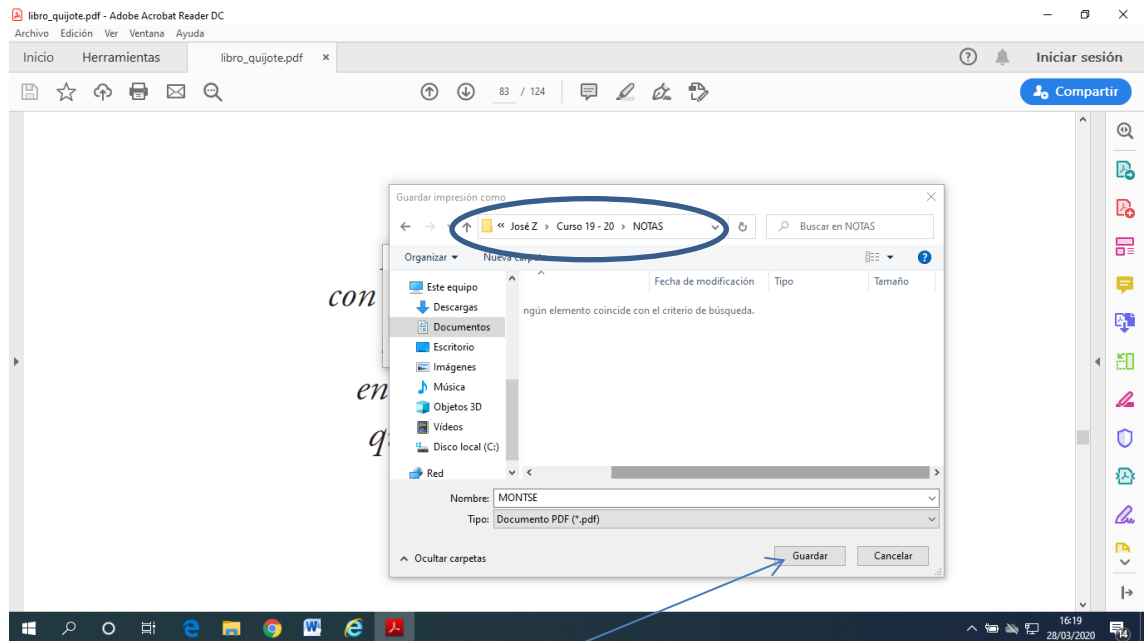 libro_quijote.pdf - Adobe Acrobat Reader DC
Archivo Edición Ver Ventana Ayuda
Inicio Herramientas libro_quijote.pdf × Iniciar sesión
83 / 124 Compartir
Guardar impresión como
« José Z › Curso 19 - 20 › NOTAS Buscar en NOTAS
Organizar Nueva carpeta
Este equipo Fecha de modificación Tipo Tamaño
Descargas ngún elemento coincide con el criterio de búsqueda.
con
Documentos
Escritorio
Imágenes
en
Música
Objetos 3D
Vídeos
Disco local (C:)
Red
Nombre: MONTSE
Tipo: Documento PDF (*.pdf)
Ocultar carpetas Guardar Cancelar
16:19
28/03/2020
14